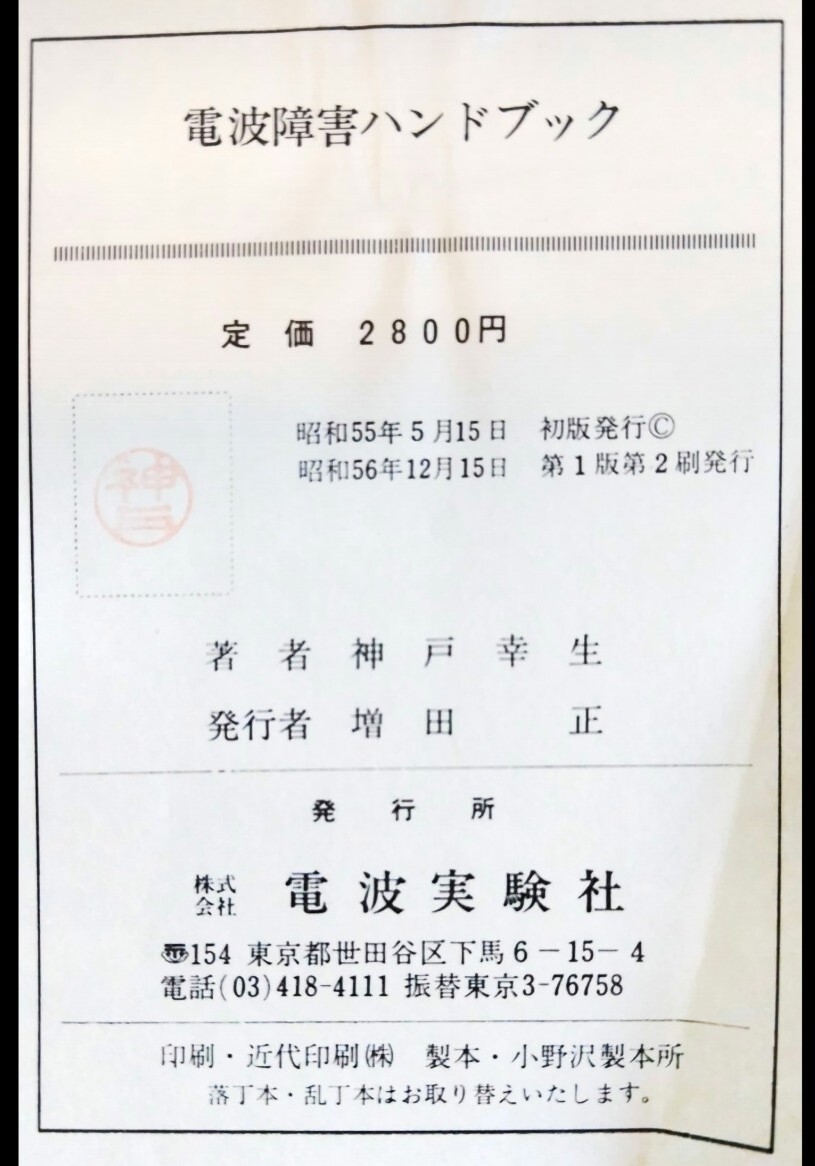 電波障害ハンドブック
定価 2800円
昭和55年5月15日 初版発行©
昭和56年12月15日 第1版第2刷発行
著者 神戸幸生
発行者 増田 正
発行所
株式会社 電波実験社
〠154 東京都世田谷区下馬6-15-4
電話(03)418-4111 振替東京3-76758
印刷・近代印刷㈱ 製本・小野沢製本所
落丁本・乱丁本はお取り替えいたします。